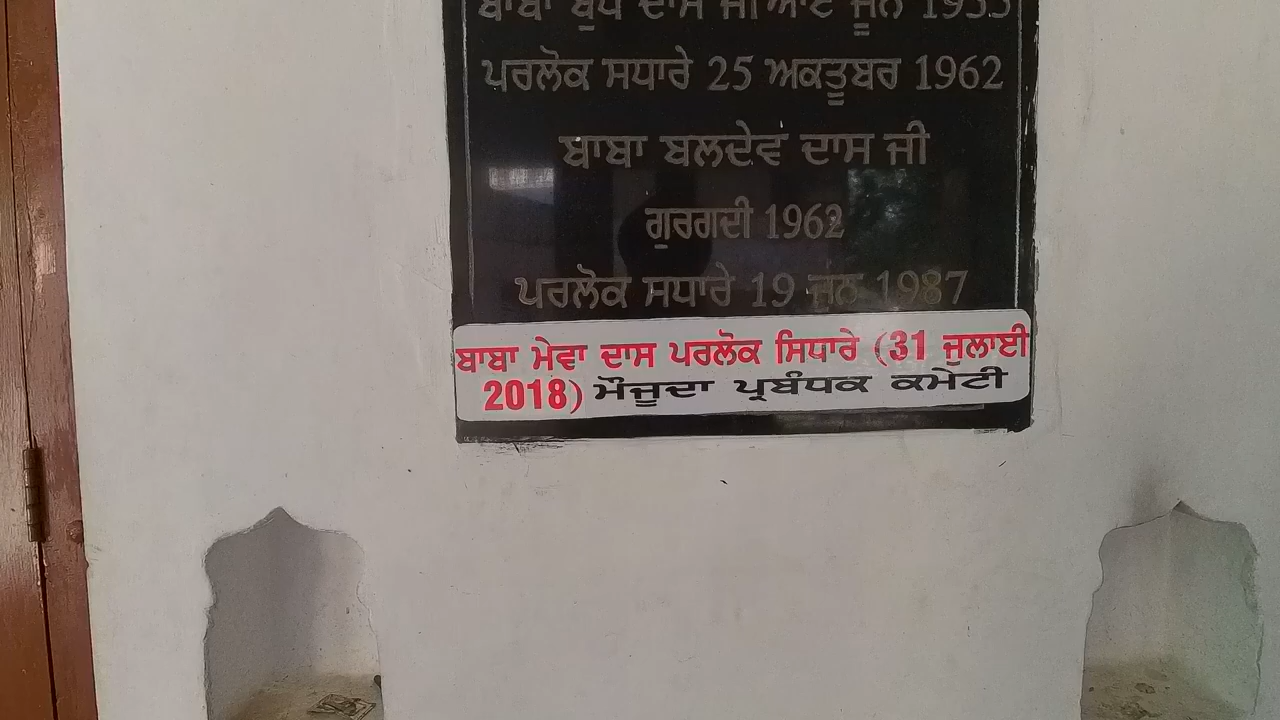 ਬਾਬਾ ਦਾਸ ਜੀ ਜੂਨ 1955
ਪਰਲੋਕ ਸਧਾਰੇ 25 ਅਕਤੂਬਰ 1962
ਬਾਬਾ ਬਲਦੇਵ ਦਾਸ ਜੀ
ਗੁਰਗਦੀ 1962
ਪਰਲੋਕ ਸਧਾਰੇ 19 ਜੂਨ 1987
ਬਾਬਾ ਮੇਵਾ ਦਾਸ ਪਰਲੋਕ ਸਿਧਾਰੇ (31 ਜੁਲਾਈ
2018) ਮੌਜੂਦਾ ਪ੍ਰਬੰਧਕ ਕਮੇਟੀ